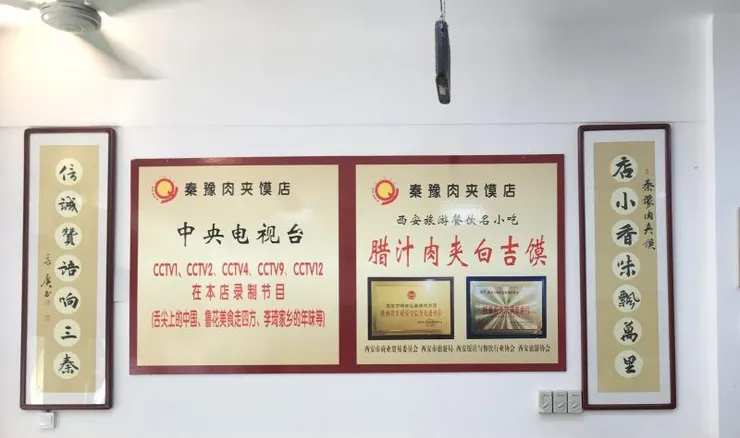 店小香味飄萬里
秦豫肉夹馍
信誠贊語响三秦
秦豫肉夹馍店
中央电视台
CCTV1、CCTV2、CCTV4、CCTV9、CCTV12
在本店录制节目
(舌尖上的中国、鲁花美食走四方、李琦家乡的年味等)
秦豫肉夹馍店
西安旅游餐饮名小吃
腊汁肉夹白吉馍
西安市商业贸易委员会 西安市旅游局 西安饭店与餐饮行业协会 西安旅游协会